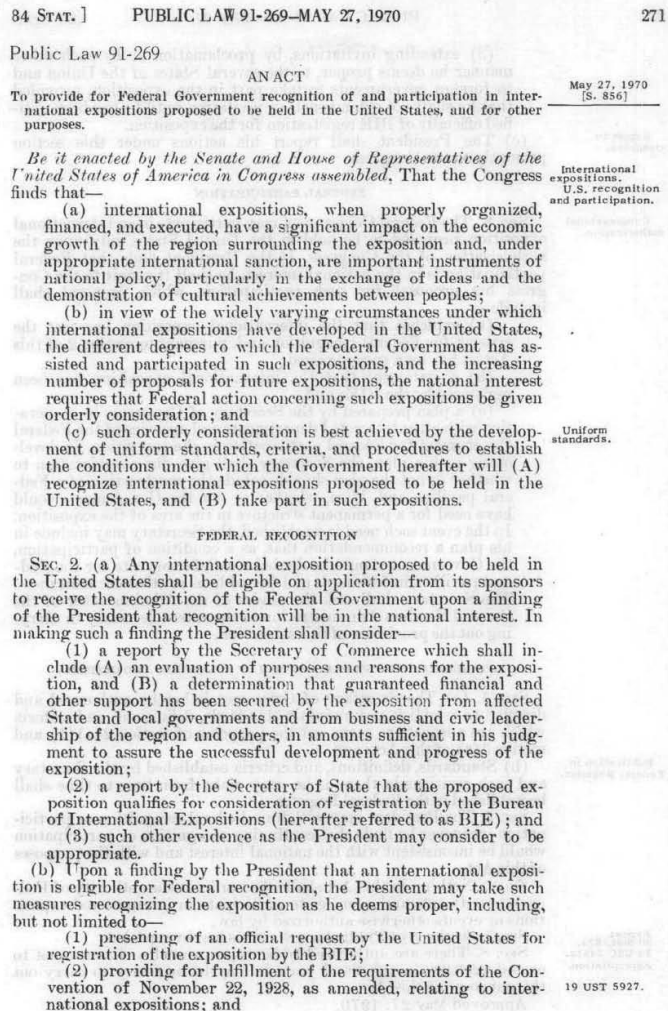 84 STAT. ] PUBLIC LAW 91-269-MAY 27, 1970 271
Public Law 91-269
AN ACT
May 27, 1970
[S. 856]
To provide for Federal Government recognition of and participation in inter-
national expositions proposed to be held in the United States, and for other
purposes.
Be it enacted by the Senate and House of Representatives of the
United States of America in Congress assembled, That the Congress
finds that—
International
expositions.
U.S. recognition
and participation.
(a) international expositions, when properly organized,
financed, and executed, have a significant impact on the economic
growth of the region surrounding the exposition and, under
appropriate international sanction, are important instruments of
national policy, particularly in the exchange of ideas and the
demonstration of cultural achievements between peoples;
(b) in view of the widely varying circumstances under which
international expositions have developed in the United States,
the different degrees to which the Federal Government has as-
sisted and participated in such expositions, and the increasing
number of proposals for future expositions, the national interest
requires that Federal action concerning such expositions be given
orderly consideration; and
(c) such orderly consideration is best achieved by the develop-
ment of uniform standards, criteria, and procedures to establish
the conditions under which the Government hereafter will (A)
recognize international expositions proposed to be held in the
United States, and (B) take part in such expositions.
Uniform
standards.
FEDERAL RECOGNITION
SEC. 2. (a) Any international exposition proposed to be held in
the United States shall be eligible on application from its sponsors
to receive the recognition of the Federal Government upon a finding
of the President that recognition will be in the national interest. In
making such a finding the President shall consider—
(1) a report by the Secretary of Commerce which shall in-
clude (A) an evaluation of purposes and reasons for the exposi-
tion, and (B) a determination that guaranteed financial and
other support has been secured by the exposition from affected
State and local governments and from business and civic leader-
ship of the region and others, in amounts sufficient in his judg-
ment to assure the successful development and progress of the
exposition;
(2) a report by the Secretary of State that the proposed ex-
position qualifies for consideration of registration by the Bureau
of International Expositions (hereafter referred to as BIE); and
(3) such other evidence as the President may consider to be
appropriate.
(b) Upon a finding by the President that an international exposi-
tion is eligible for Federal recognition, the President may take such
measures recognizing the exposition as he deems proper, including,
but not limited to—
(1) presenting of an official request by the United States for
registration of the exposition by the BIE;
(2) providing for fulfillment of the requirements of the Con-
vention of November 22, 1928, as amended, relating to inter-
national expositions; and
19 UST 5927.